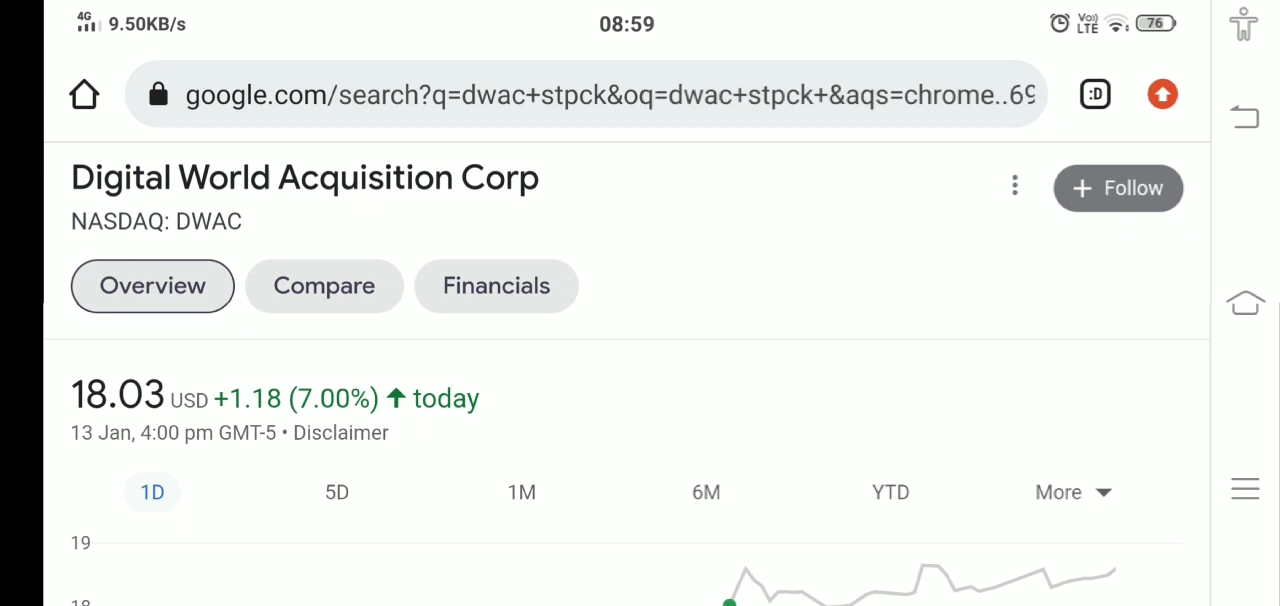 4G 9.50KB/s 08:59 Vo)) LTE 76
google.com/search?q=dwac+stpck&oq=dwac+stpck+&aqs=chrome..69 :D
Digital World Acquisition Corp
+ Follow
NASDAQ: DWAC
Overview Compare Financials
18.03 USD +1.18 (7.00%) ↑ today
13 Jan, 4:00 pm GMT-5 • Disclaimer
1D 5D 1M 6M YTD More
19
18